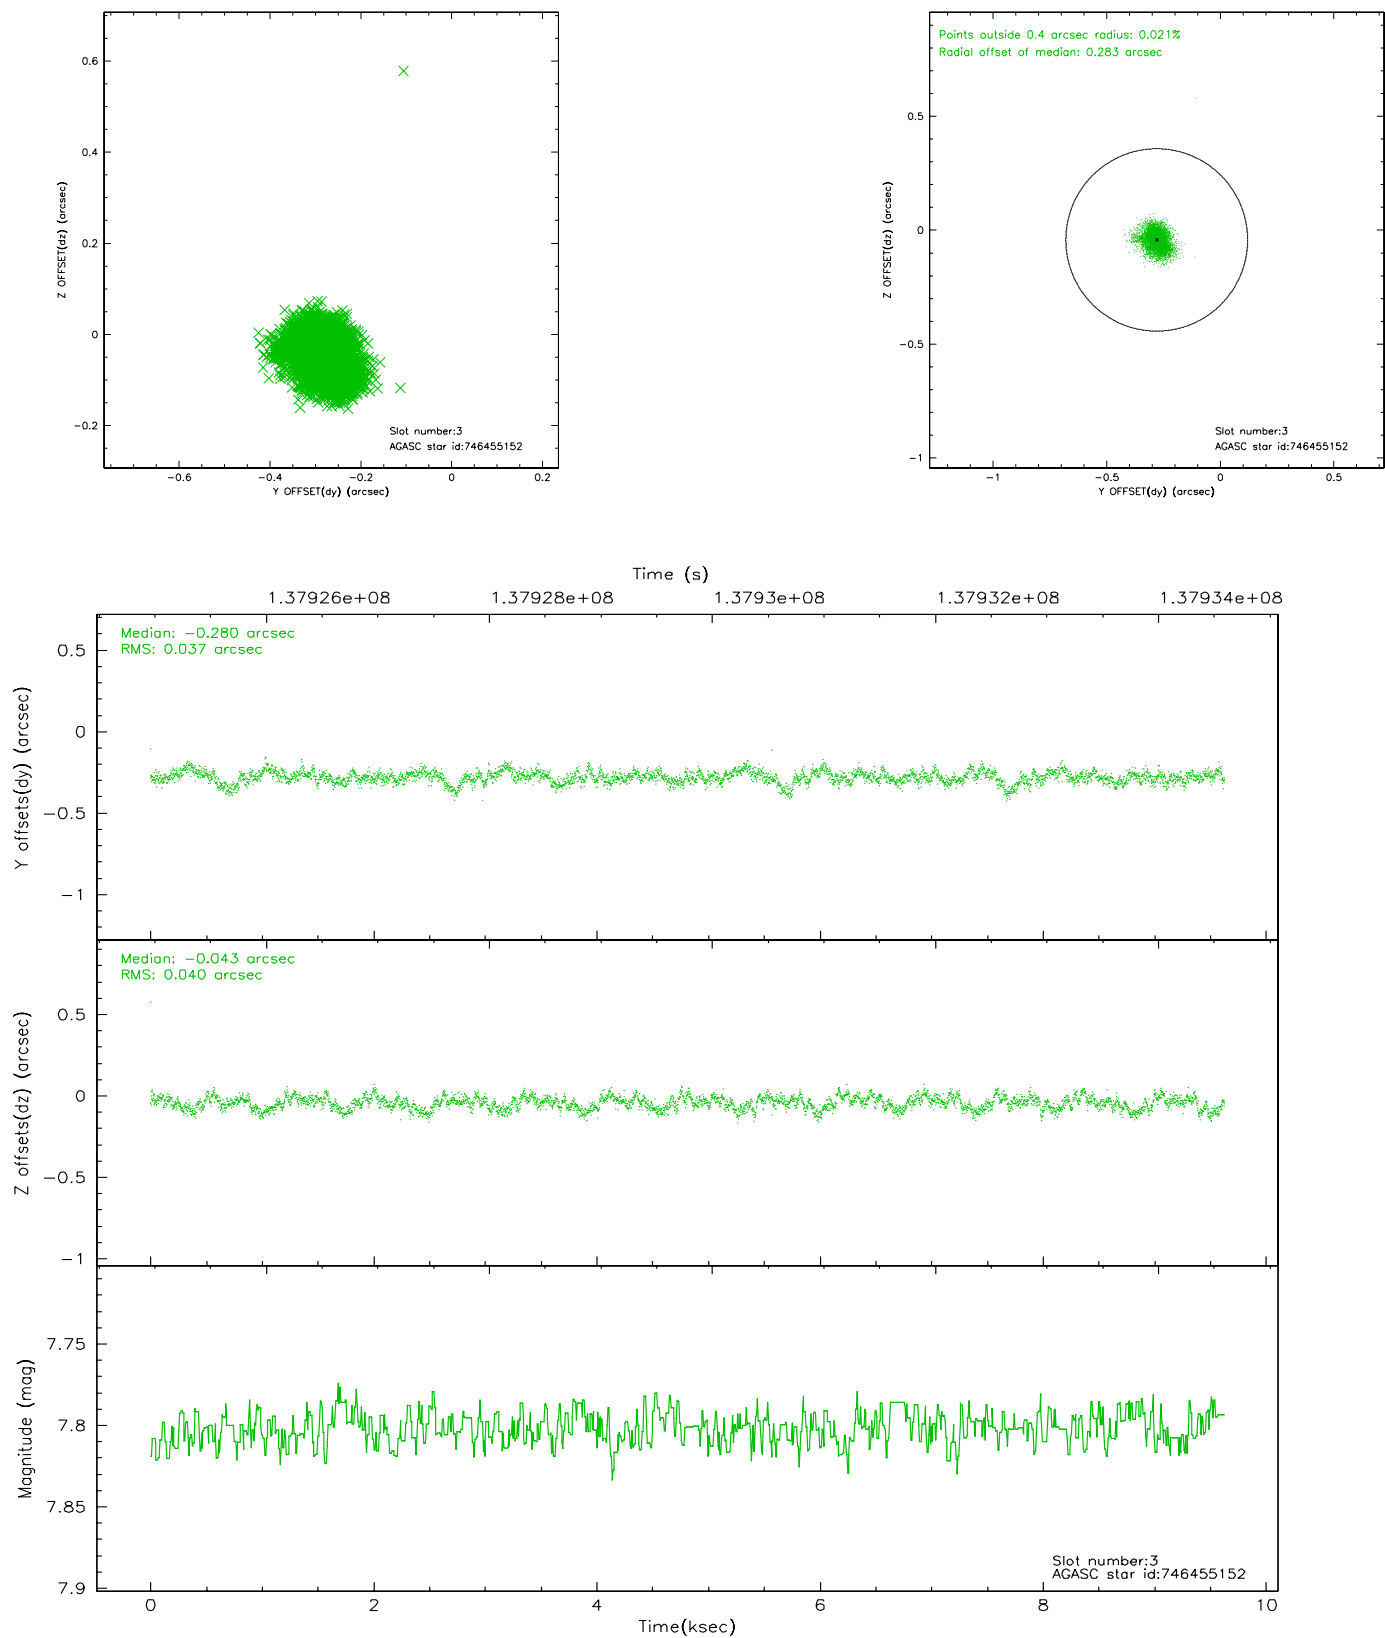 0.6
0.4
0.2
0
−0.2
Z OFFSET(dz) (arcsec)
Slot number:3
AGASC star id:746455152
−0.6 −0.4 −0.2 0 0.2
Y OFFSET(dy) (arcsec)
Points outside 0.4 arcsec radius: 0.021%
Radial offset of median: 0.283 arcsec
0.5
0
−0.5
−1
Z OFFSET(dz) (arcsec)
Slot number:3
AGASC star id:746455152
−1 −0.5 0 0.5
Y OFFSET(dy) (arcsec)
Time (s)
1.37926e+08 1.37928e+08 1.3793e+08 1.37932e+08 1.37934e+08
Median: −0.280 arcsec
RMS: 0.037 arcsec
0.5
0
−0.5
−1
Y offsets(dy) (arcsec)
Median: −0.043 arcsec
RMS: 0.040 arcsec
0.5
0
−0.5
−1
Z offsets(dz) (arcsec)
7.75
7.8
7.85
7.9
Magnitude (mag)
Slot number:3
AGASC star id:746455152
0 2 4 6 8 10
Time(ksec)